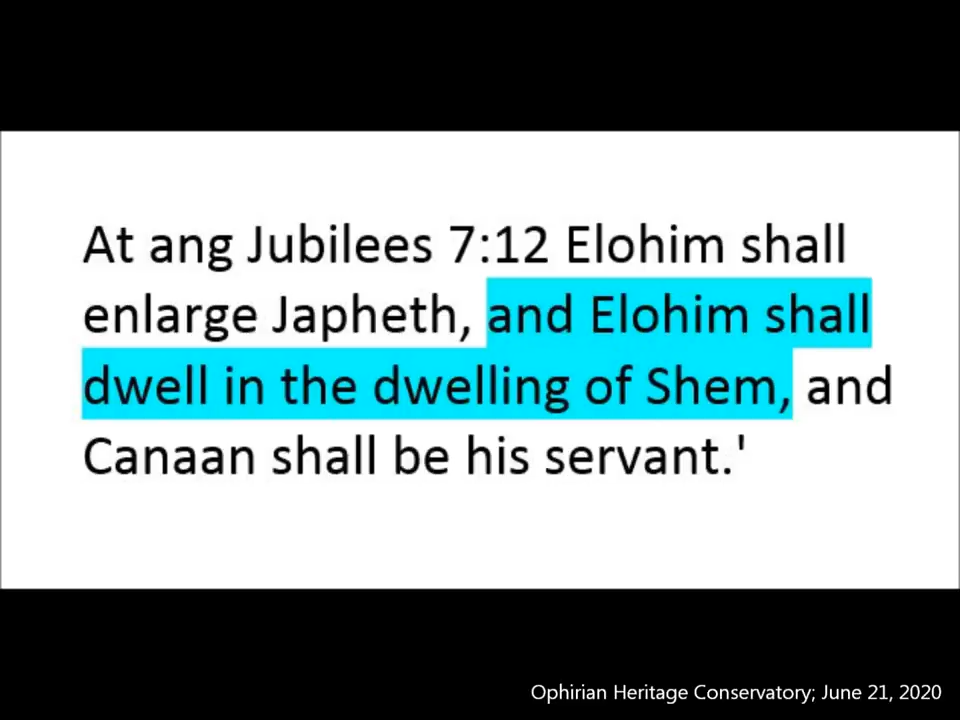 At ang Jubilees 7:12 Elohim shall
enlarge Japheth, and Elohim shall
dwell in the dwelling of Shem, and
Canaan shall be his servant.'
Ophirian Heritage Conservatory; June 21, 2020